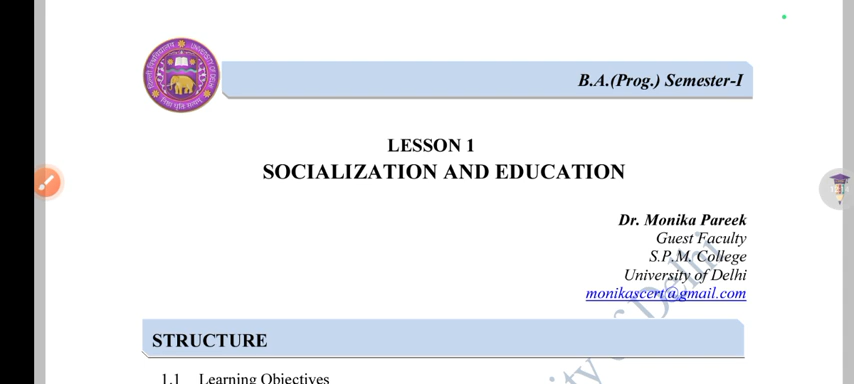 B.A.(Prog.) Semester-I
LESSON 1
SOCIALIZATION AND EDUCATION
Dr. Monika Pareek
Guest Faculty
S.P.M. College
University of Delhi
monikascert@gmail.com
STRUCTURE
1.1 Learning Objectives